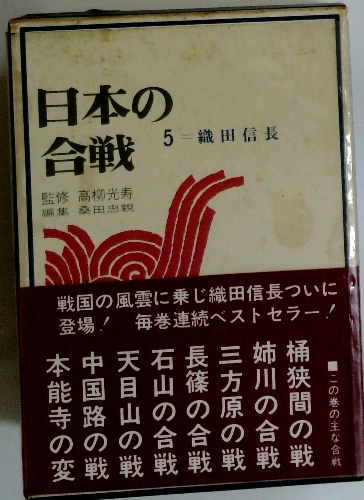 日本の
合戦
5=織田信長
監修 高柳光寿
編集 桑田忠親
戦国の風雲に乗じ織田信長ついに
登場! 毎巻連続ベストセラー!
■この巻の主な合戦
桶狭間の戦
姉川の合戦
三方原の戦
長篠の合戦
石山の合戦
天目山の戦
中国路の戦
本能寺の変